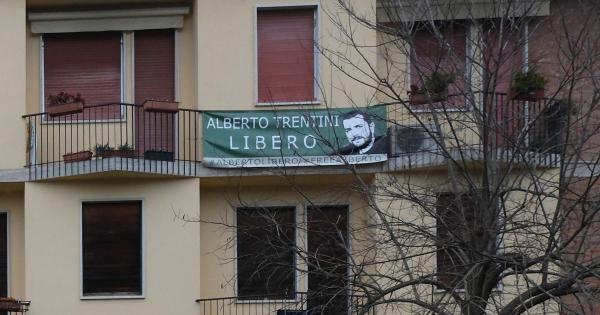 ALBERTO TRENTINI
LIBERO
#ALBERTOLIBERO #FREEALBERTO